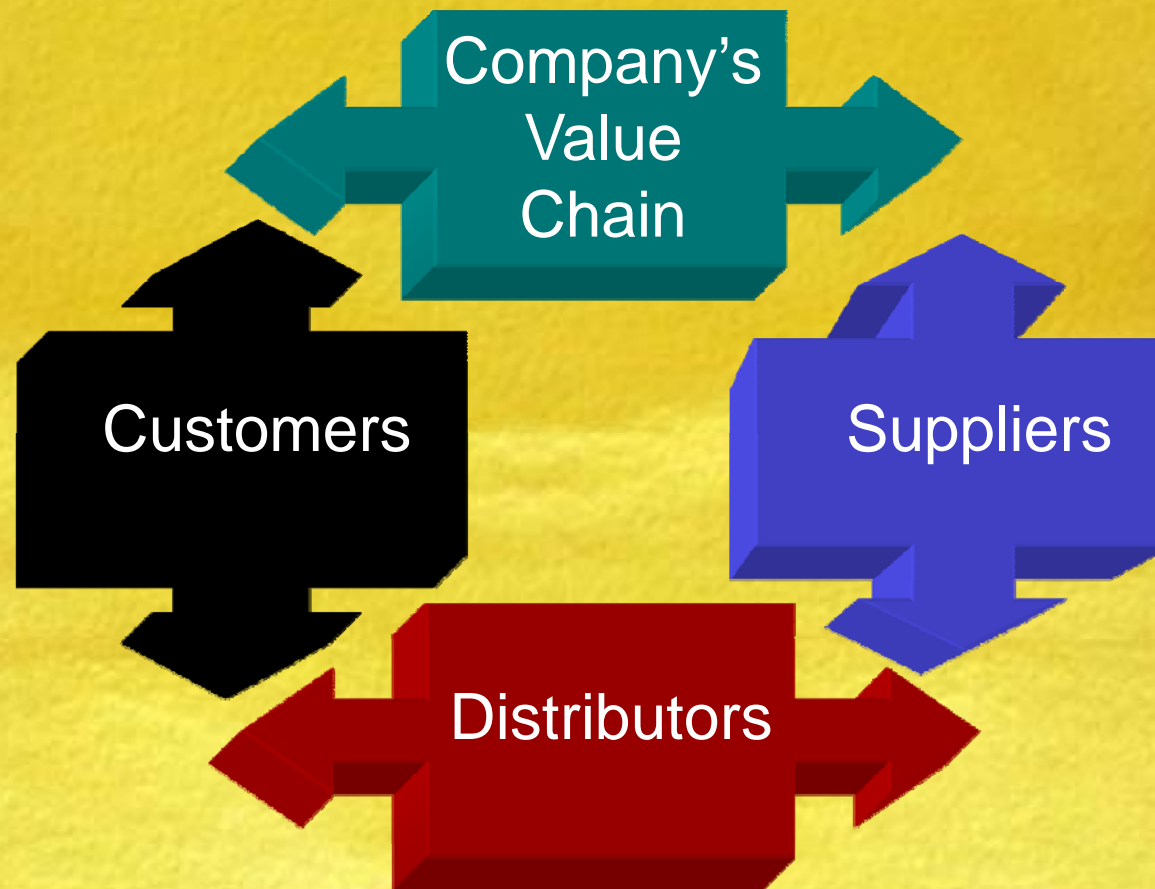 Company’s
Value
Chain
Customers
Suppliers
Distributors